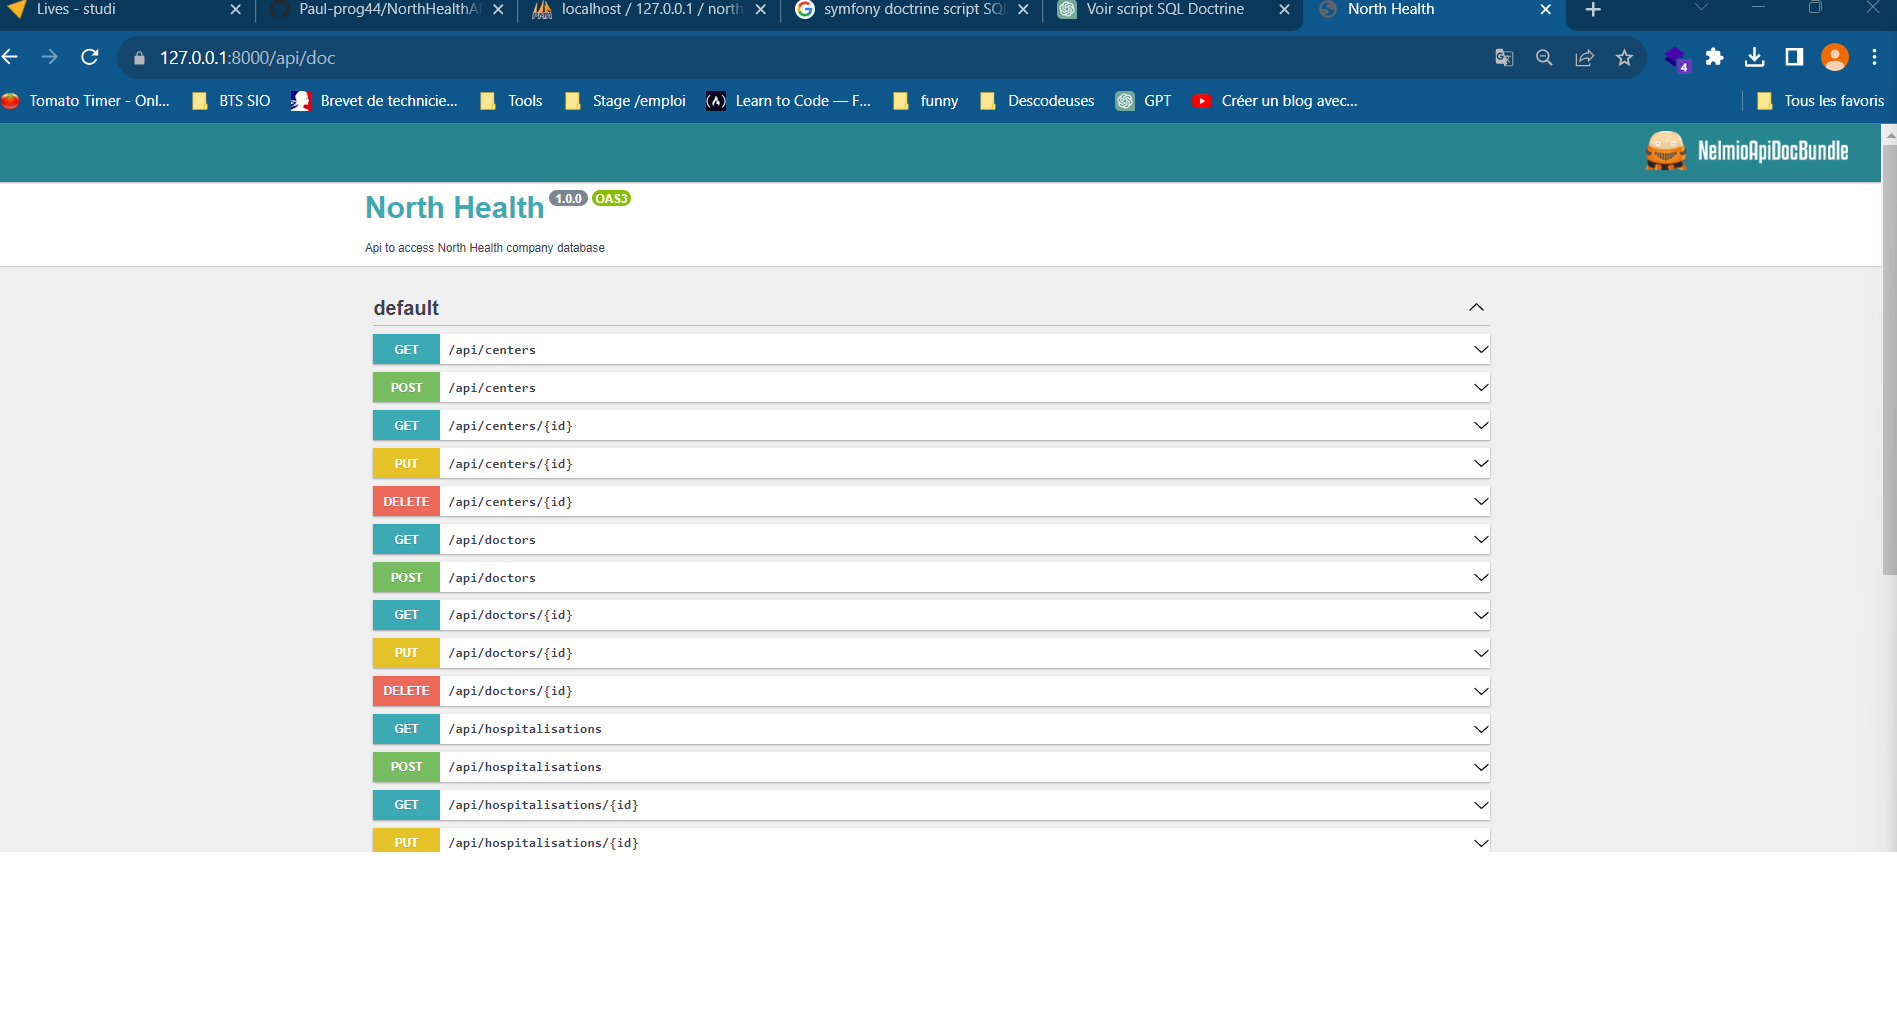 Lives - studi
Paul-prog44/NorthHealthAI
localhost / 127.0.0.1 / north
symfony doctrine script SQL
Voir script SQL Doctrine
North Health
127.0.0.1:8000/api/doc
4
Tomato Timer - Onl...
BTS SIO
Brevet de technicie...
Tools
Stage /emploi
Learn to Code — F...
funny
Descodeuses
GPT
Créer un blog avec...
Tous les favoris
NelmioApiDocBundle
North Health 1.0.0 OAS3
Api to access North Health company database
default
GET /api/centers
POST /api/centers
GET /api/centers/{id}
PUT /api/centers/{id}
DELETE /api/centers/{id}
GET /api/doctors
POST /api/doctors
GET /api/doctors/{id}
PUT /api/doctors/{id}
DELETE /api/doctors/{id}
GET /api/hospitalisations
POST /api/hospitalisations
GET /api/hospitalisations/{id}
PUT /api/hospitalisations/{id}